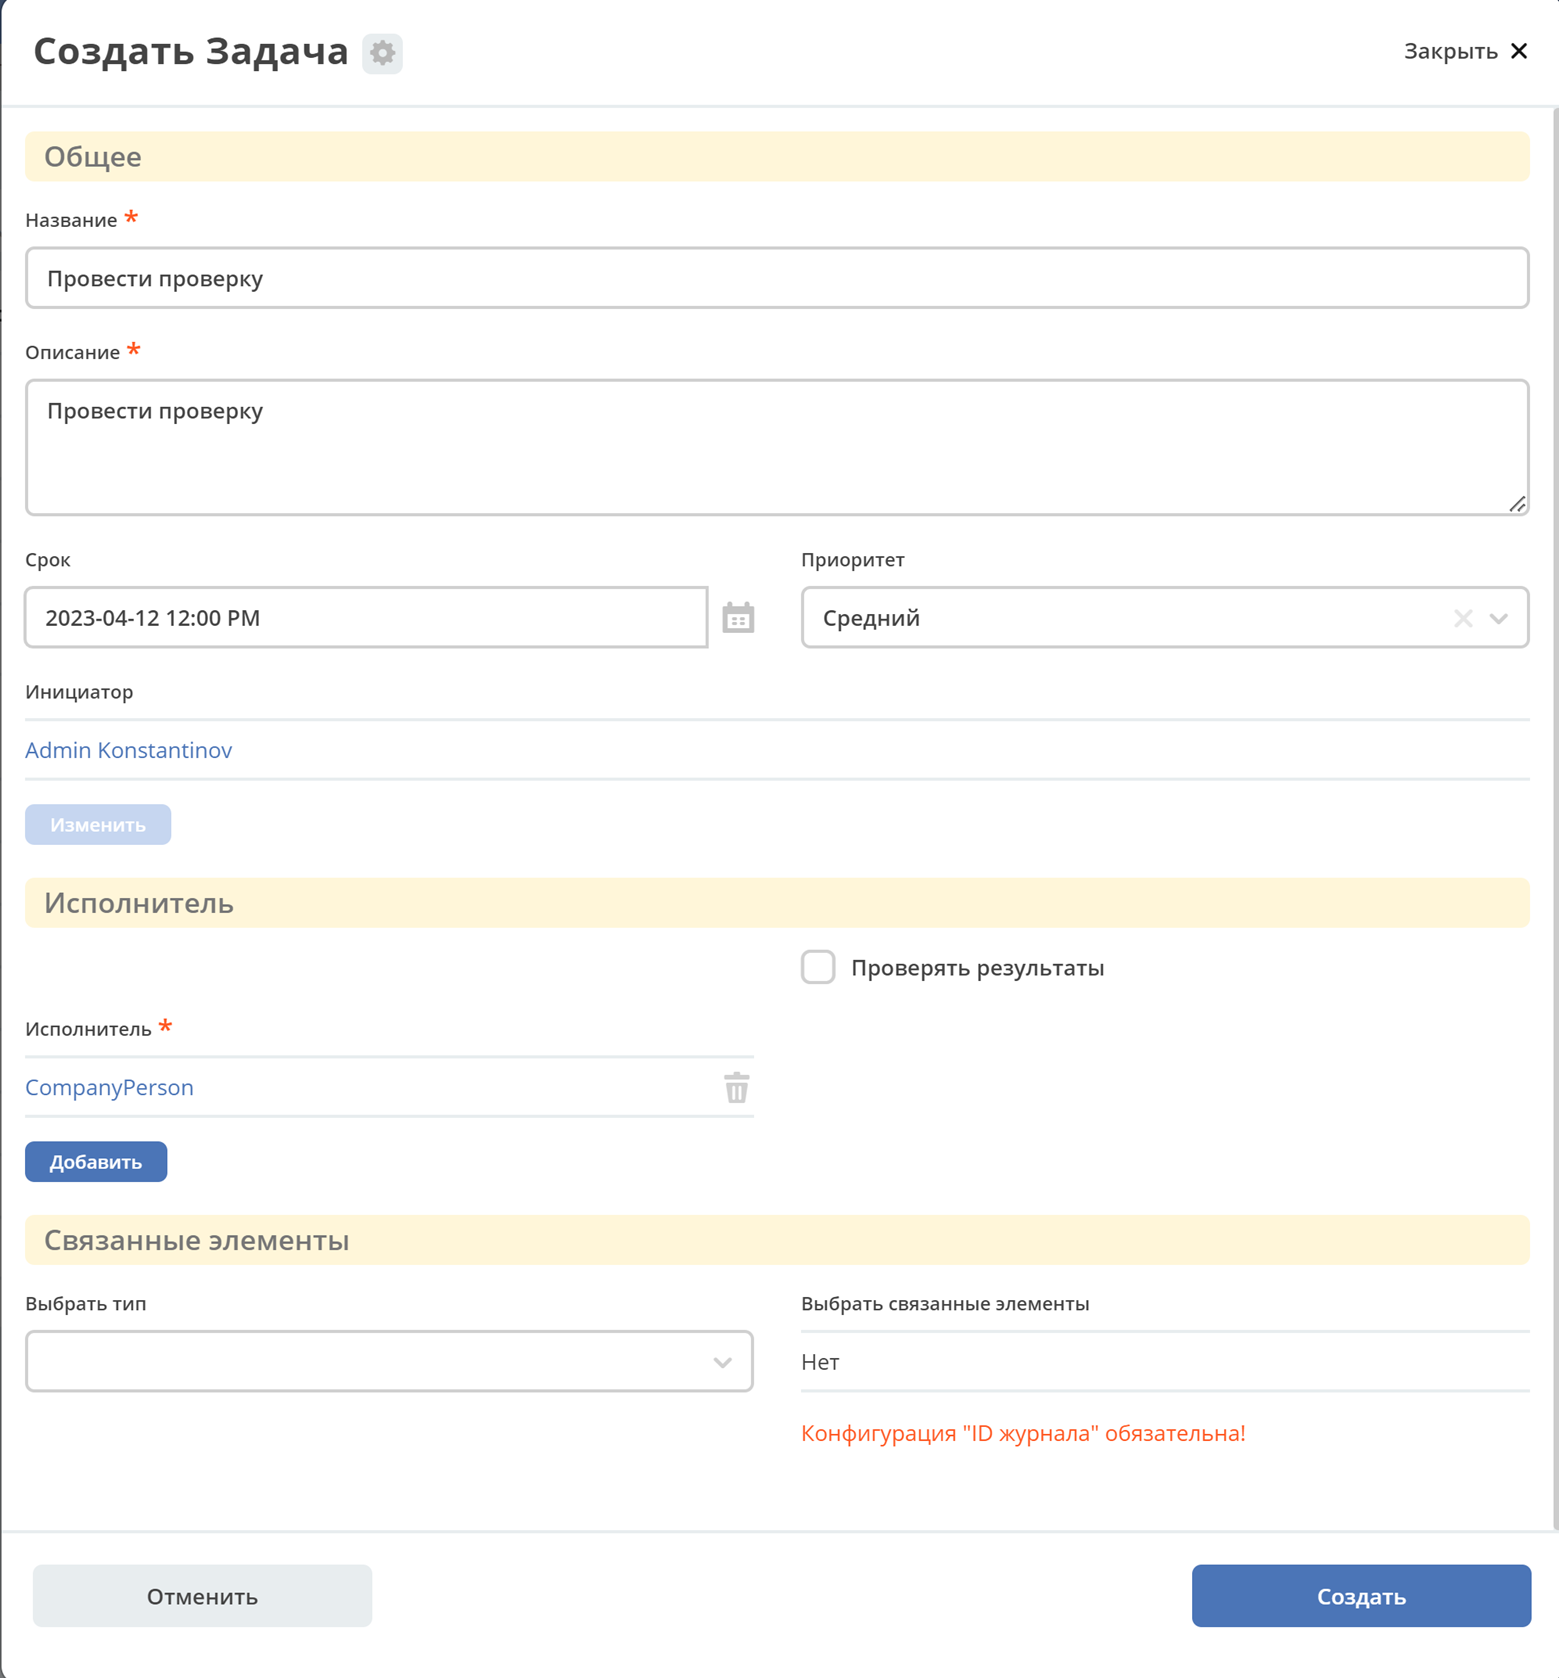 Создать Задача
Закрыть
Общее
Название *
Провести проверку
Описание *
Провести проверку
Срок
Приоритет
2023-04-12 12:00 PM
Средний
Инициатор
Admin Konstantinov
Изменить
Исполнитель
Проверять результаты
Исполнитель *
CompanyPerson
Добавить
Связанные элементы
Выбрать тип
Выбрать связанные элементы
Нет
Конфигурация "ID журнала" обязательна!
Отменить
Создать